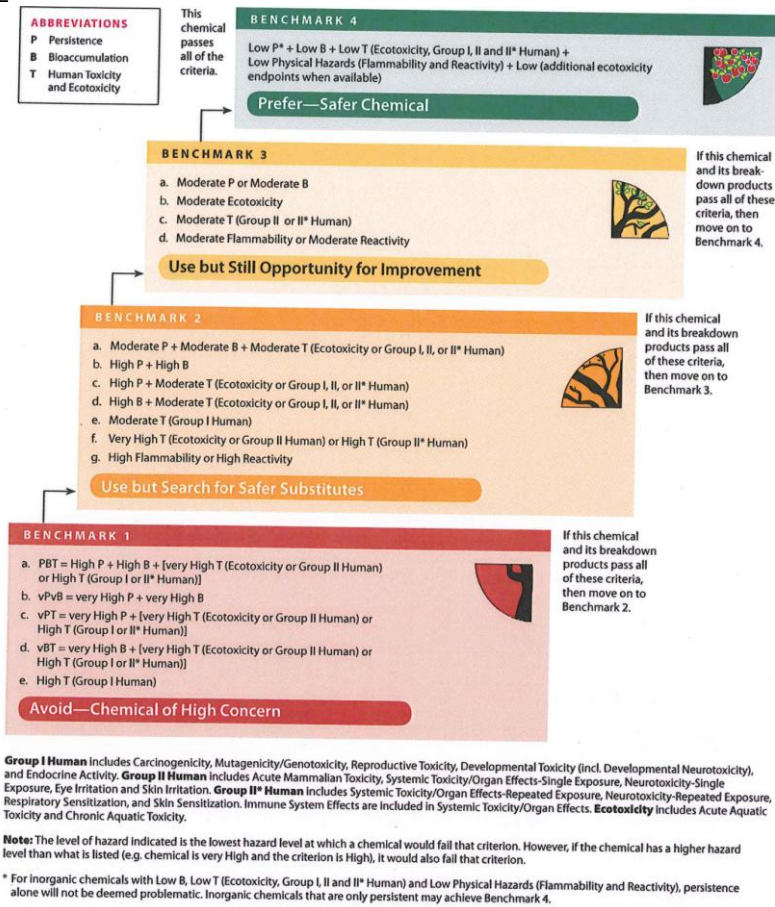 ABBREVIATIONS
P Persistence
B Bioaccumulation
T Human Toxicity
and Ecotoxicity
This
chemical
passes
all of the
criteria.
BENCHMARK 4
Low P* + Low B + Low T (Ecotoxicity, Group I, II and II* Human) +
Low Physical Hazards (Flammability and Reactivity) + Low (additional ecotoxicity
endpoints when available)
Prefer—Safer Chemical
BENCHMARK 3
a. Moderate P or Moderate B
b. Moderate Ecotoxicity
c. Moderate T (Group II or II* Human)
d. Moderate Flammability or Moderate Reactivity
Use but Still Opportunity for Improvement
If this chemical
and its break-
down products
pass all of these
criteria, then
move on to
Benchmark 4.
BENCHMARK 2
a. Moderate P + Moderate B + Moderate T (Ecotoxicity or Group I, II, or II* Human)
b. High P + High B
c. High P + Moderate T (Ecotoxicity or Group I, II, or II* Human)
d. High B + Moderate T (Ecotoxicity or Group I, II, or II* Human)
e. Moderate T (Group I Human)
f. Very High T (Ecotoxicity or Group II Human) or High T (Group II* Human)
g. High Flammability or High Reactivity
Use but Search for Safer Substitutes
If this chemical
and its breakdown
products pass all
of these criteria,
then move on to
Benchmark 3.
BENCHMARK 1
a. PBT = High P + High B + [very High T (Ecotoxicity or Group II Human)
or High T (Group I or II* Human)]
b. vPvB = very High P + very High B
c. vPT = very High P + [very High T (Ecotoxicity or Group II Human) or
High T (Group I or II* Human)]
d. vBT = very High B + [very High T (Ecotoxicity or Group II Human) or
High T (Group I or II* Human)]
e. High T (Group I Human)
Avoid—Chemical of High Concern
If this chemical
and its breakdown
products pass all
of these criteria,
then move on to
Benchmark 2.
Group I Human includes Carcinogenicity, Mutagenicity/Genotoxicity, Reproductive Toxicity, Developmental Toxicity (incl. Developmental Neurotoxicity),
and Endocrine Activity. Group II Human includes Acute Mammalian Toxicity, Systemic Toxicity/Organ Effects-Single Exposure, Neurotoxicity-Single
Exposure, Eye Irritation and Skin Irritation. Group II* Human includes Systemic Toxicity/Organ Effects-Repeated Exposure, Neurotoxicity-Repeated Exposure,
Respiratory Sensitization, and Skin Sensitization. Immune System Effects are included in Systemic Toxicity/Organ Effects. Ecotoxicity includes Acute Aquatic
Toxicity and Chronic Aquatic Toxicity.
Note: The level of hazard indicated is the lowest hazard level at which a chemical would fail that criterion. However, if the chemical has a higher hazard
level than what is listed (e.g. chemical is very High and the criterion is High), it would also fail that criterion.
* For inorganic chemicals with Low B, Low T (Ecotoxicity, Group I, II and II* Human) and Low Physical Hazards (Flammability and Reactivity), persistence
alone will not be deemed problematic. Inorganic chemicals that are only persistent may achieve Benchmark 4.